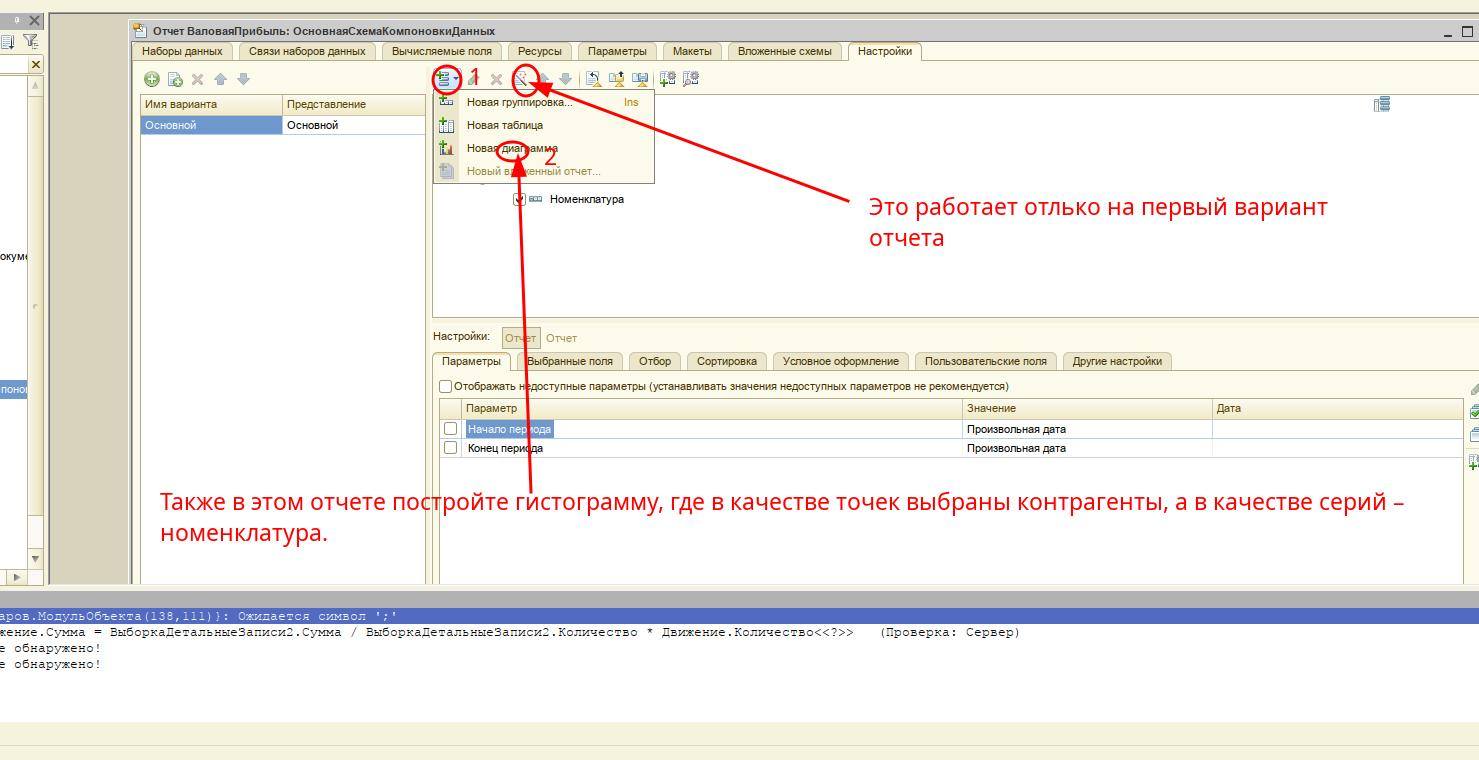 Отчет ВаловаяПрибыль: ОсновнаяСхемаКомпоновкиДанных
Наборы данных Связи наборов данных Вычисляемые поля Ресурсы Параметры Макеты Вложенные схемы Настройки
1
Имя варианта Представление
Основной Основной
Новая группировка... Ins
Новая таблица
Новая диаграмма
2
Новый вложенный отчет...
Номенклатура
Это работает отлько на первый вариант
отчета
окуме
Настройки: Отчет Отчет
Параметры Выбранные поля Отбор Сортировка Условное оформление Пользовательские поля Другие настройки
Отображать недоступные параметры (устанавливать значения недоступных параметров не рекомендуется)
Параметр Значение Дата
Начало периода Произвольная дата
Конец периода Произвольная дата
Также в этом отчете постройте гистограмму, где в качестве точек выбраны контрагенты, а в качестве серий –
номенклатура.
аров.МодульОбъекта(138,111)}: Ожидается символ ';'
жение.Сумма = ВыборкаДетальныеЗаписи2.Сумма / ВыборкаДетальныеЗаписи2.Количество * Движение.Количество<<?>> (Проверка: Сервер)
е обнаружено!
е обнаружено!